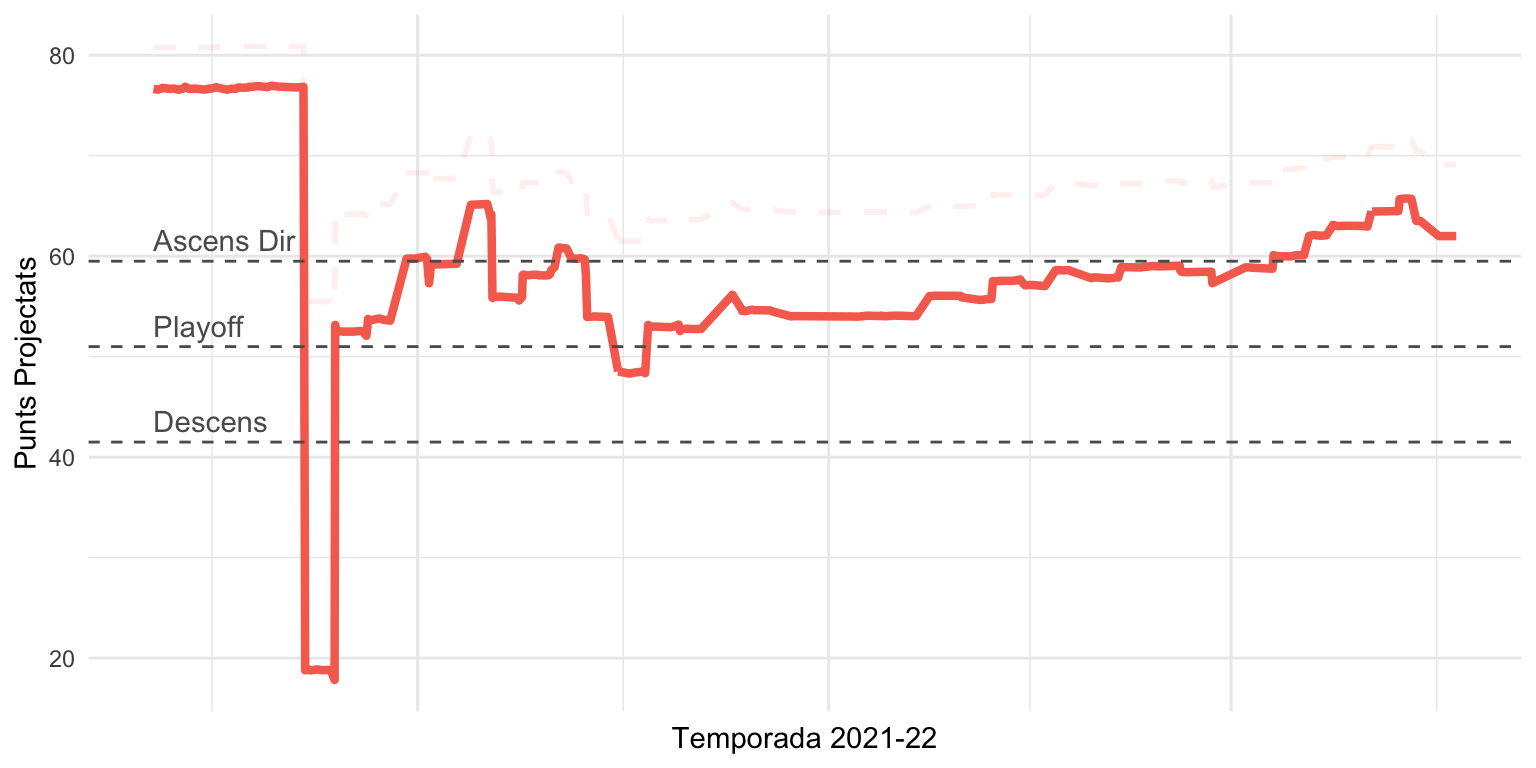 80
60
40
20
Punts Projectats
Ascens Dir
Playoff
Descens
Temporada 2021-22